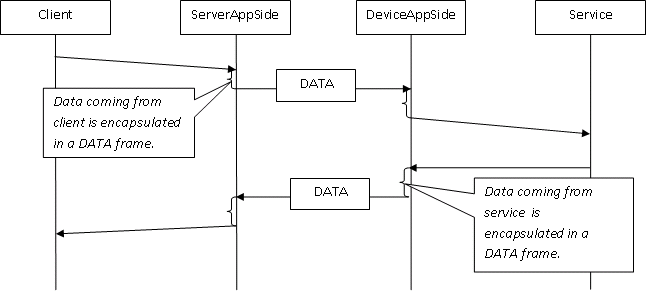 Client
ServerAppSide
DeviceAppSide
Service
DATA
Data coming from
client is encapsulated
in a DATA frame.
DATA
Data coming from
service is
encapsulated in a
DATA frame.